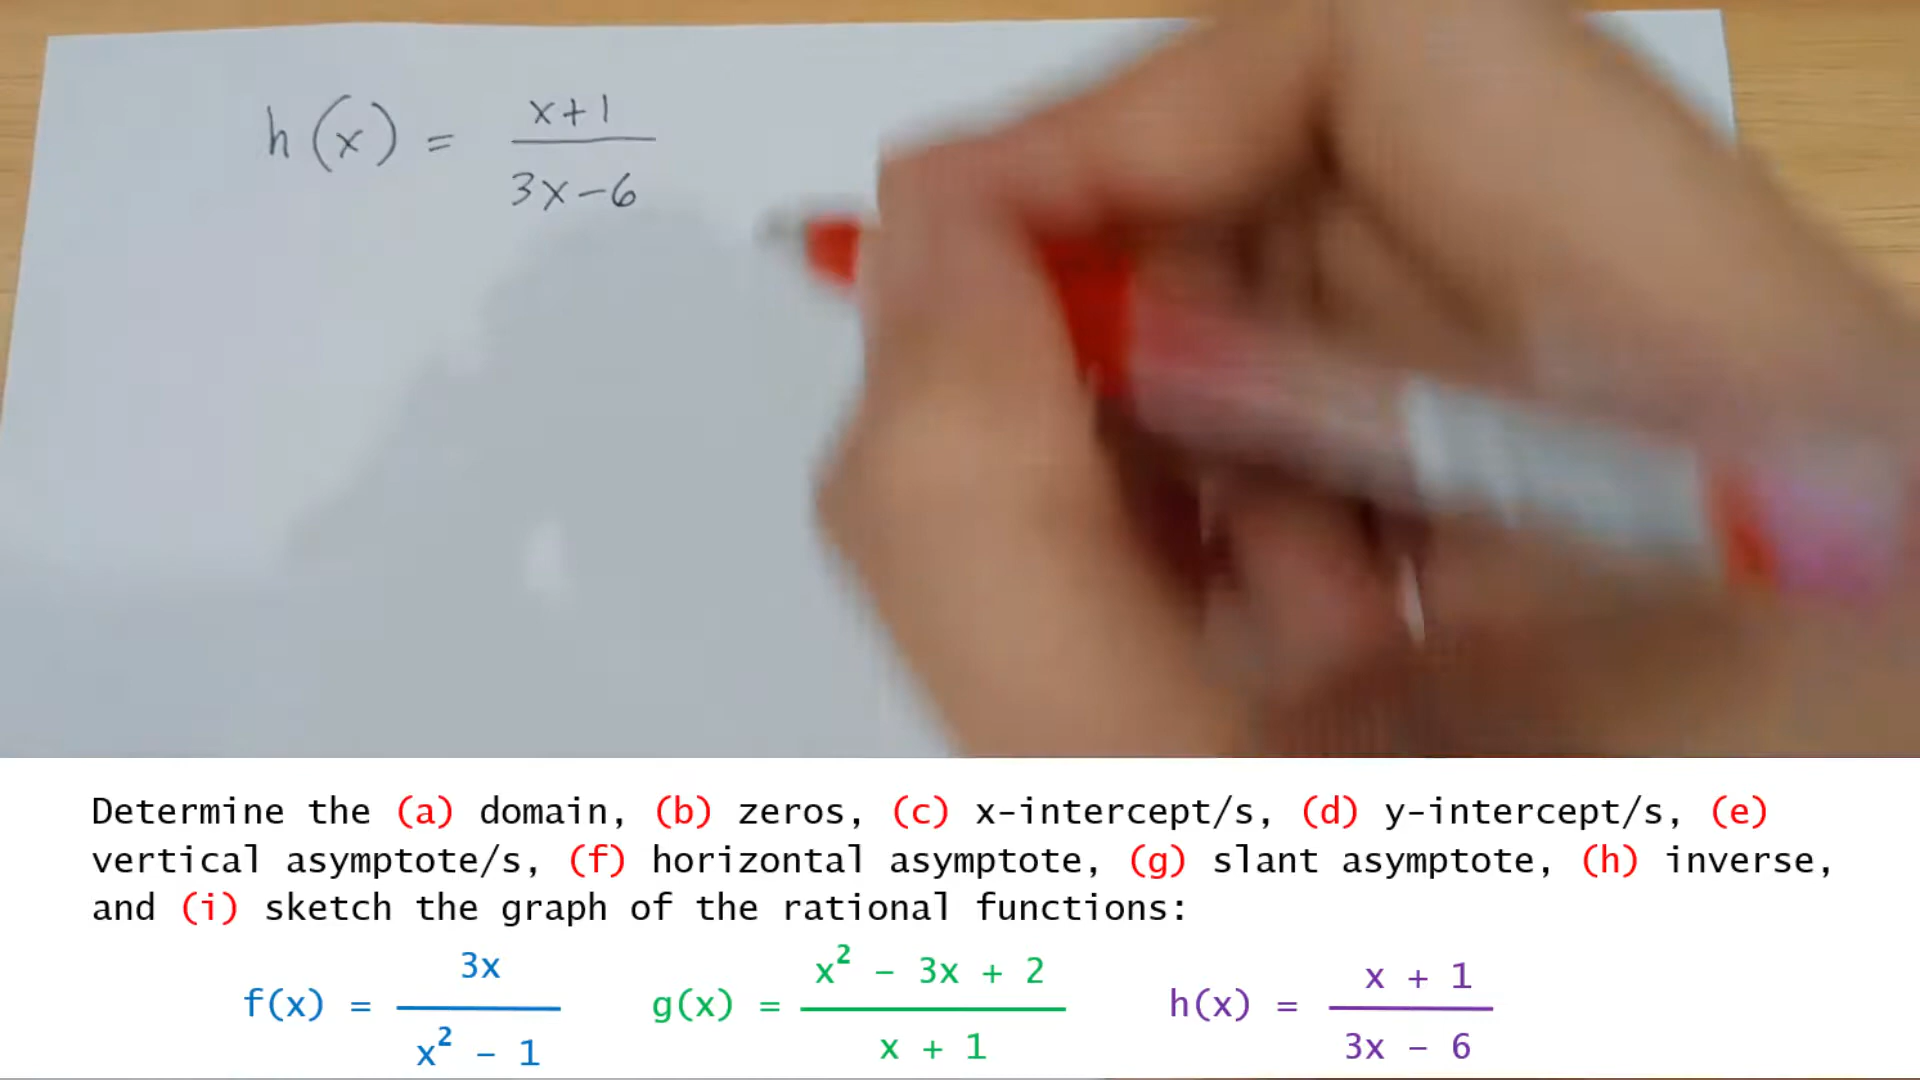 h(x) = x+1
3x-6
Determine the (a) domain, (b) zeros, (c) x-intercept/s, (d) y-intercept/s, (e)
vertical asymptote/s, (f) horizontal asymptote, (g) slant asymptote, (h) inverse,
and (i) sketch the graph of the rational functions:
f(x) = 3x / x² - 1
g(x) = x² - 3x + 2 / x + 1
h(x) = x + 1 / 3x - 6